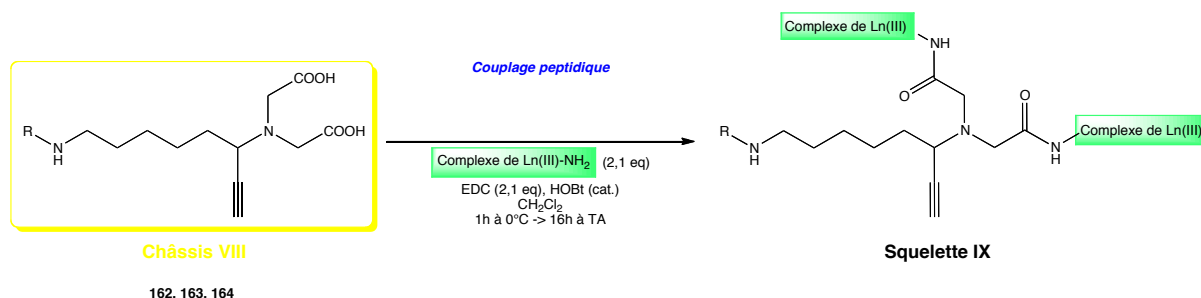 Complexe de Ln(III)
NH
O
N
O
N
H
Complexe de Ln(III)
R
N
H
Squelette IX
Couplage peptidique
Complexe de Ln(III)-NH2 (2,1 eq)
EDC (2,1 eq), HOBt (cat.)
CH2Cl2
1h à 0°C -> 16h à TA
COOH
N
COOH
R
N
H
Châssis VIII
162, 163, 164